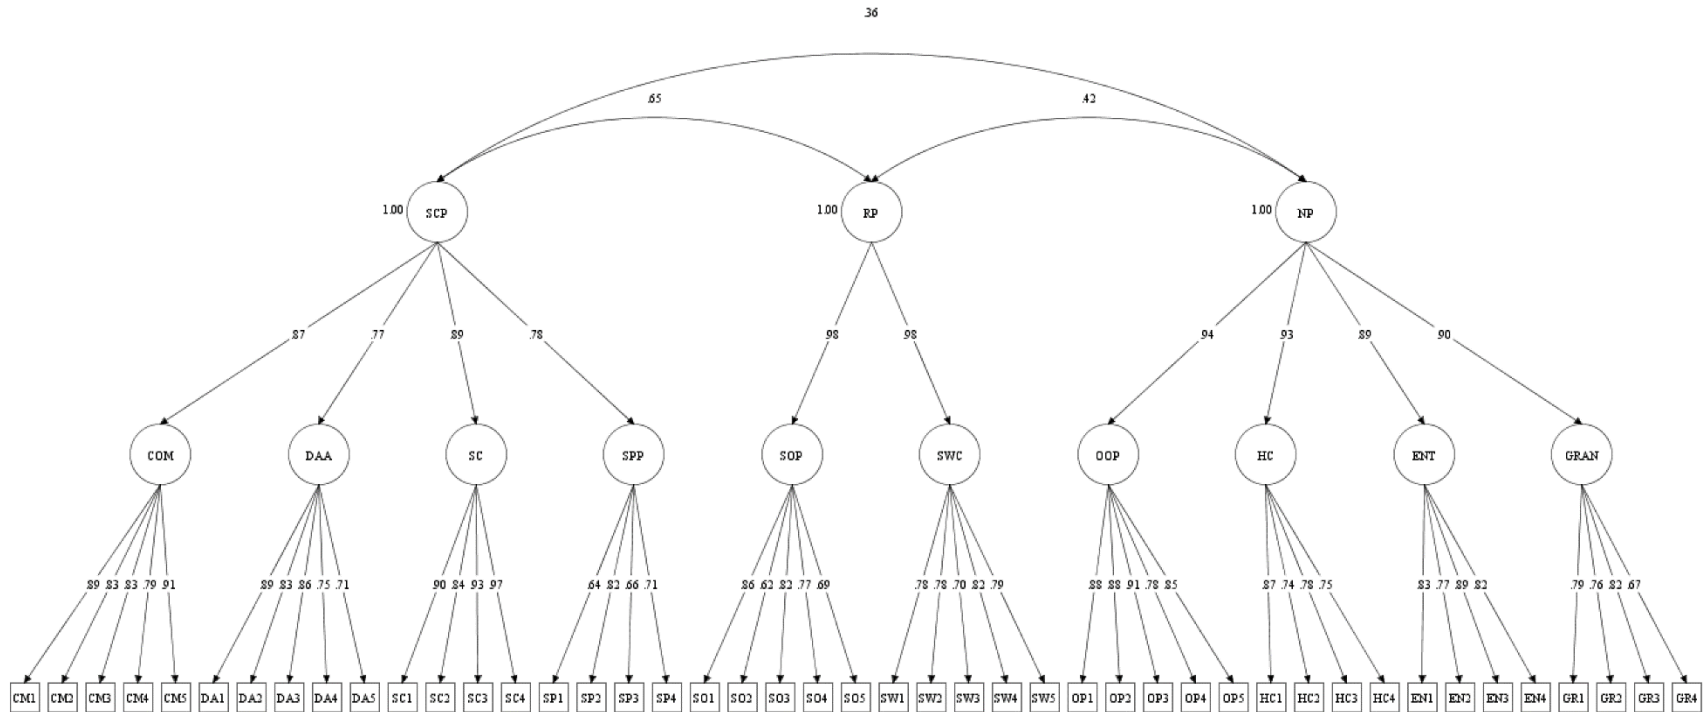 .36
.65 .42
1.00 SCP 1.00 RP 1.00 NP
.87 .77 .89 .78 .98 .98 .94 .93 .89 .90
COM DAA SC SPP SOP SWC OOP HC ENT GRAN
.89 .83 .83 .79 .91 .89 .83 .86 .75 .71 .90 .84 .93 .97 .64 .82 .66 .71 .86 .62 .82 .77 .69 .78 .78 .70 .82 .79 .88 .88 .91 .78 .85 .87 .74 .78 .75 .83 .77 .89 .82 .79 .76 .82 .67
CM1 CM2 CM3 CM4 CM5 DA1 DA2 DA3 DA4 DA5 SC1 SC2 SC3 SC4 SP1 SP2 SP3 SP4 SO1 SO2 SO3 SO4 SO5 SW1 SW2 SW3 SW4 SW5 OP1 OP2 OP3 OP4 OP5 HC1 HC2 HC3 HC4 EN1 EN2 EN3 EN4 GR1 GR2 GR3 GR4